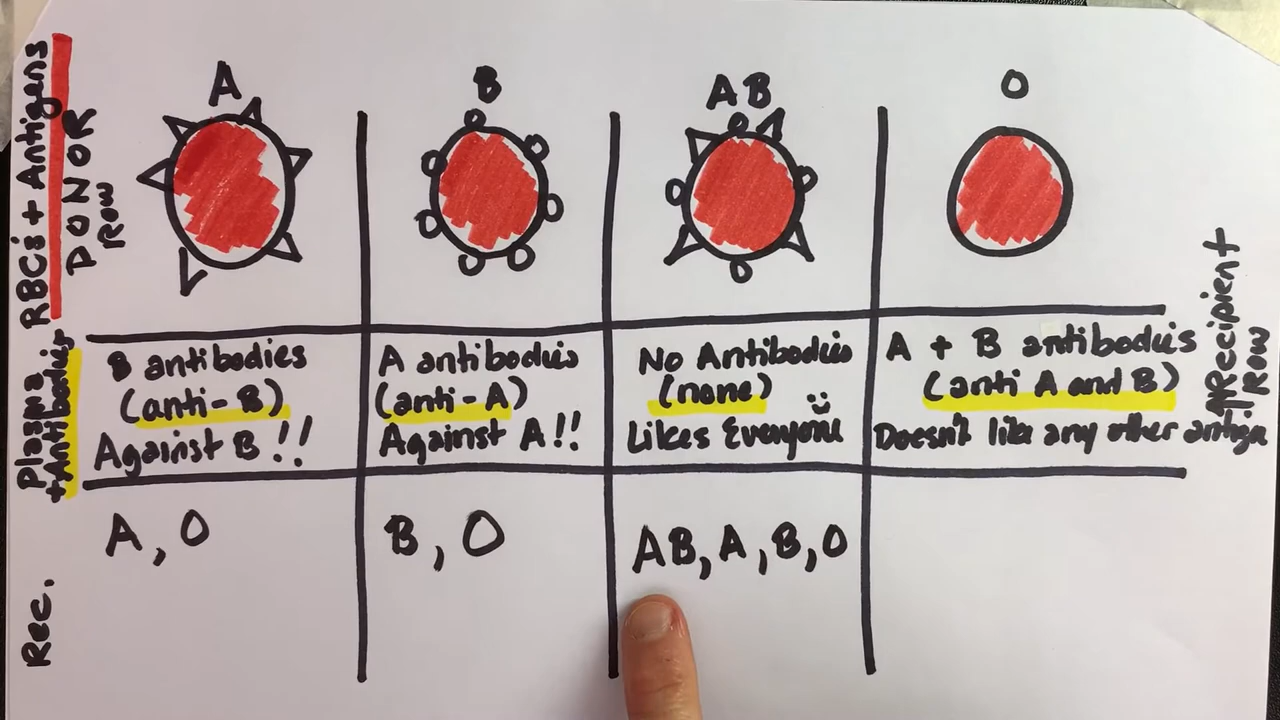 A
B
AB
O
RBC's + Antigens
DONOR
ROW
B antibodies
(anti-B)
Against B!!
A antibodies
(anti-A)
Against A!!
No Antibodies
(none)
Likes Everyone
A + B antibodies
(anti A and B)
Doesn't like any other antigen
Plasma
+ Antibodies
Recipient
ROW
Rec.
A, O
B, O
AB, A, B, O